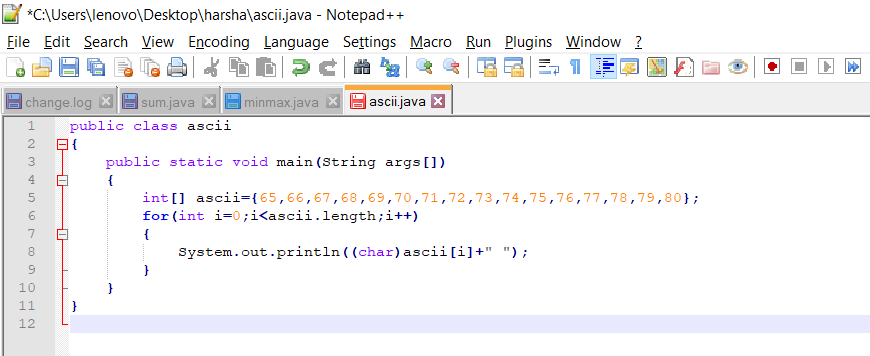 *C:\Users\lenovo\Desktop\harsha\ascii.java - Notepad++
File Edit Search View Encoding Language Settings Macro Run Plugins Window ?
change.log sum.java minmax.java ascii.java
1 public class ascii
2 {
3     public static void main(String args[])
4     {
5         int[] ascii={65,66,67,68,69,70,71,72,73,74,75,76,77,78,79,80};
6         for(int i=0;i<ascii.length;i++)
7         {
8             System.out.println((char)ascii[i]+" ");
9         }
10     }
11 }
12